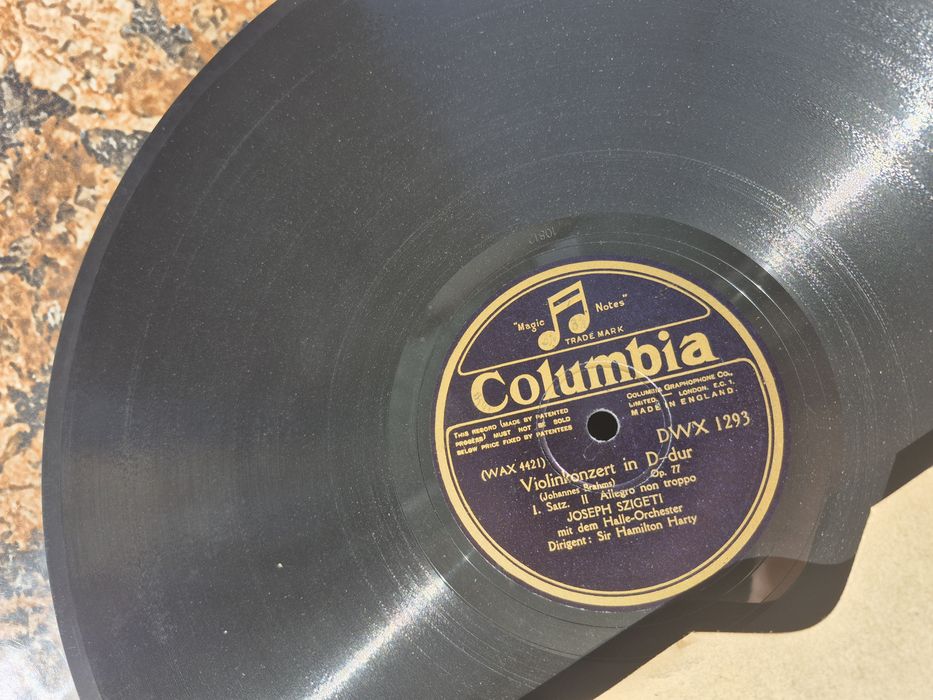 "Magic Notes"
TRADE MARK
Columbia
THIS RECORD (MADE BY PATENTED
PROCESS) MUST NOT BE SOLD
BELOW PRICE FIXED BY PATENTEES
COLUMBIA GRAPHOPHONE CO.,
LIMITED. — LONDON, E.C. 1.
MADE IN ENGLAND.
DWX 1293
(WAX 4421)
Violinkonzert in D-dur
(Johannes Brahms) Op. 77
1. Satz. II Allegro non troppo
JOSEPH SZIGETI
mit dem Halle-Orchester
Dirigent: Sir Hamilton Harty